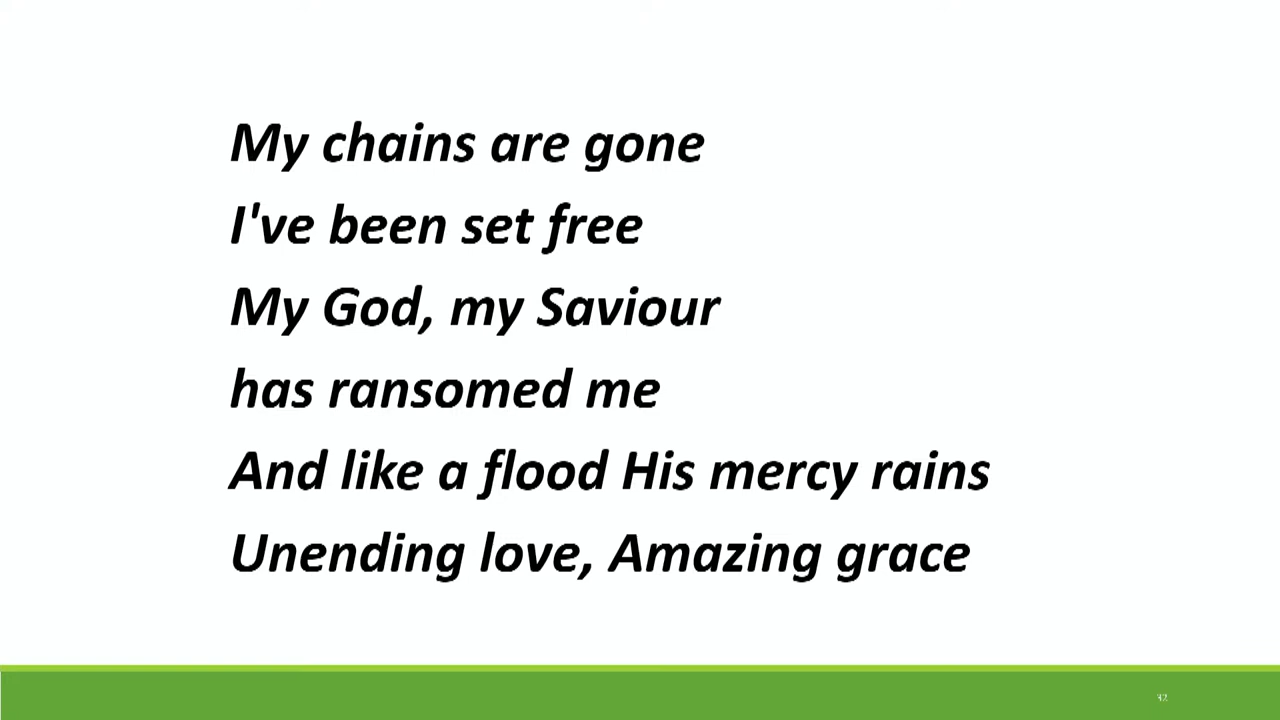 My chains are gone
I've been set free
My God, my Saviour
has ransomed me
And like a flood His mercy rains
Unending love, Amazing grace
32